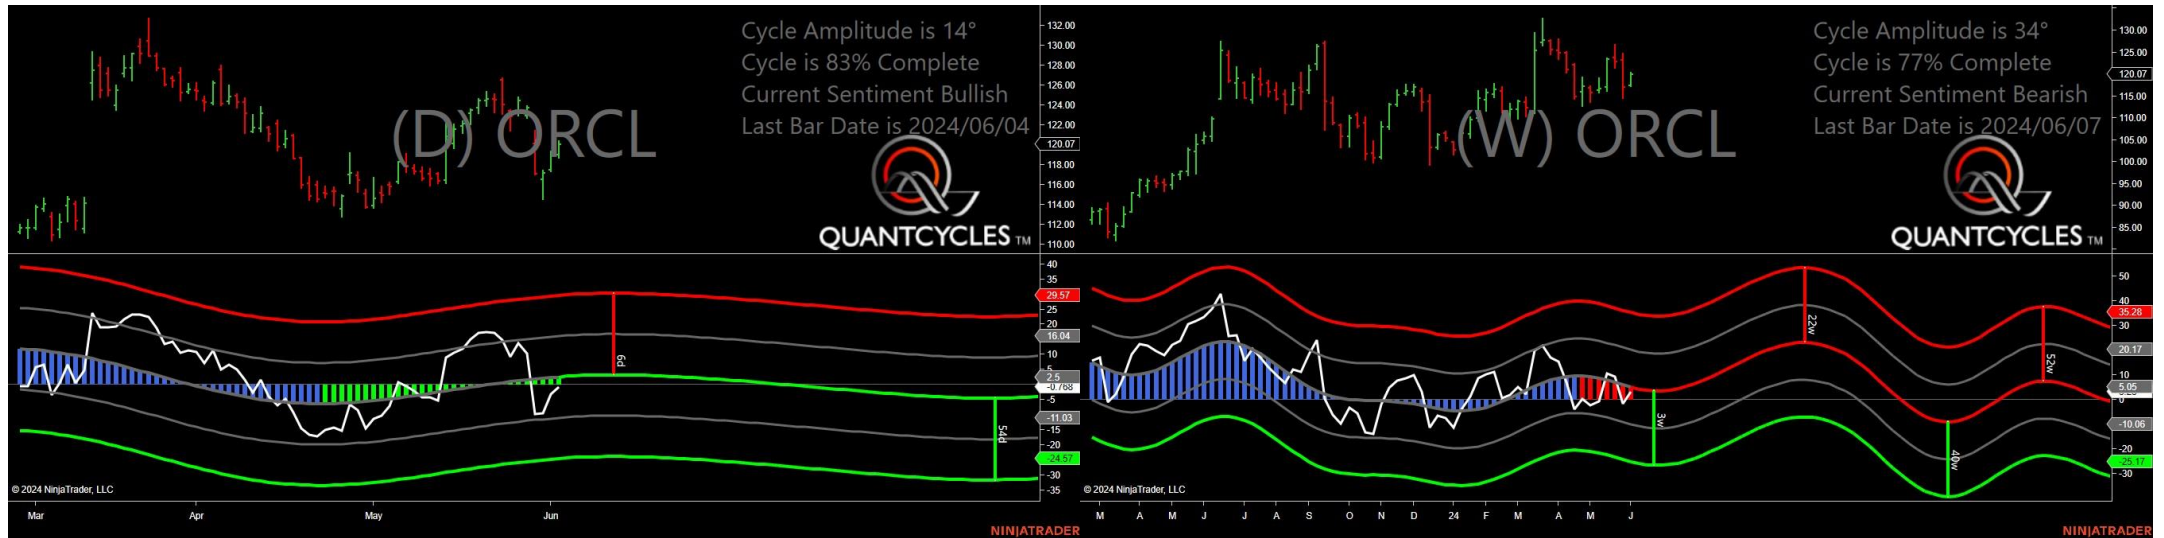 Cycle Amplitude is 14°
Cycle is 83% Complete
Current Sentiment Bullish
Last Bar Date is 2024/06/04
(D) ORCL
QUANTCYCLES TM
132.00
130.00
128.00
126.00
124.00
122.00
120.07
118.00
116.00
114.00
112.00
110.00
40
35
29.57
25
20
16.04
10
5
2.5
-0.768
-5
-11.03
-15
-20
-24.57
-30
-35
6d
54d
© 2024 NinjaTrader, LLC
Mar
Apr
May
Jun
NINJATRADER
Cycle Amplitude is 34°
Cycle is 77% Complete
Current Sentiment Bearish
Last Bar Date is 2024/06/07
(W) ORCL
QUANTCYCLES TM
130.00
125.00
120.07
115.00
110.00
105.00
100.00
95.00
90.00
85.00
50
35.28
30
20.17
10
5.05
0
-10.06
-20
-25.17
-30
22w
52w
3w
40w
© 2024 NinjaTrader, LLC
M
A
M
J
J
A
S
O
N
D
24
F
M
A
M
J
NINJATRADER